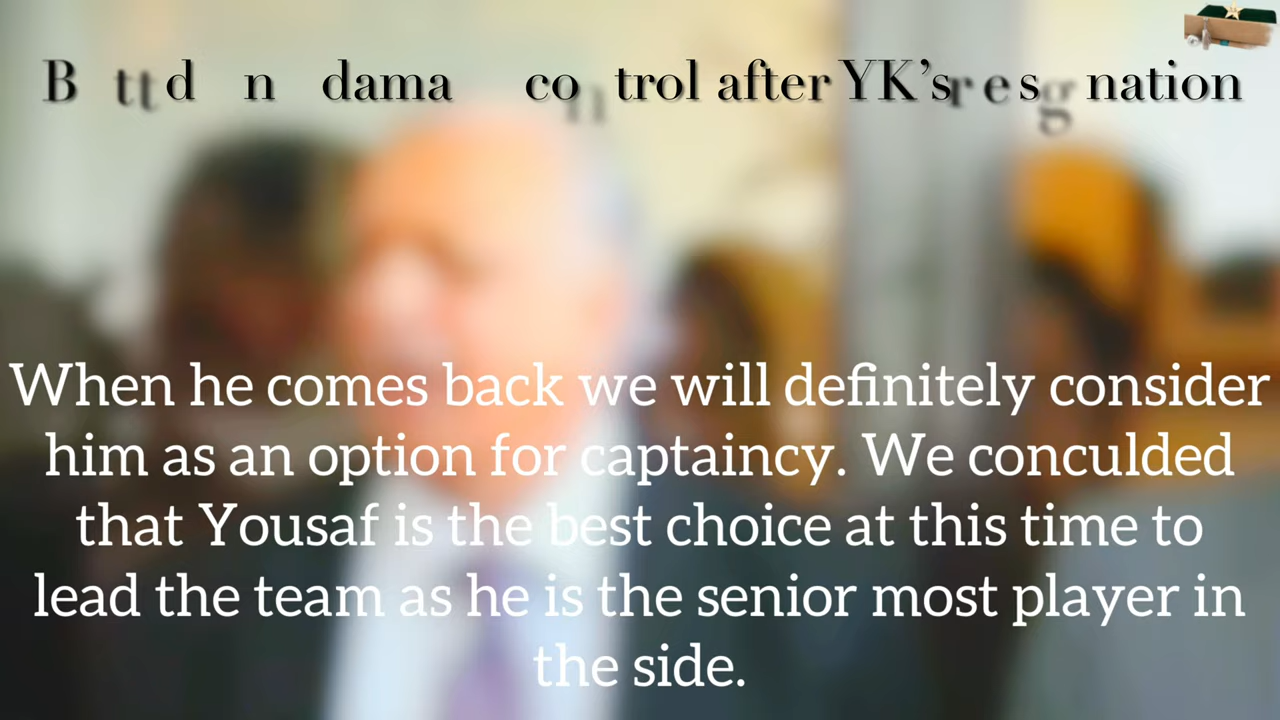 control after YK’s resignation
When he comes back we will definitely consider
him as an option for captaincy. We conculded
that Yousaf is the best choice at this time to
lead the team as he is the senior most player in
the side.